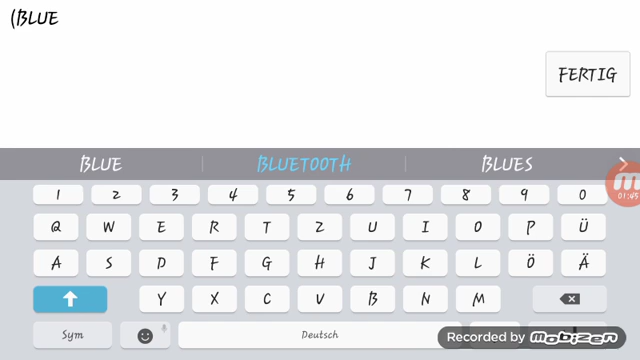 (BLUE
FERTIG
BLUE BLUETOOTH BLUES
01:45
1 2 3 4 5 6 7 8 9 0
Q W E R T Z U I O P Ü
A S D F G H J K L Ö Ä
Y X C V B N M
Sym Deutsch
Recorded by Mobizen